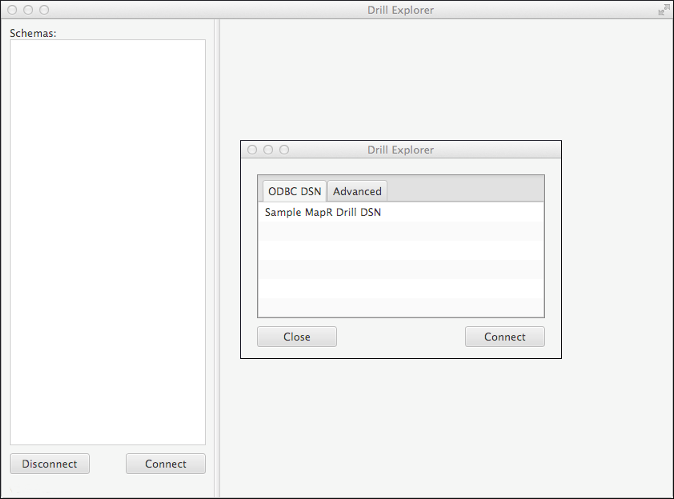 Drill Explorer
Schemas:
Drill Explorer
ODBC DSN Advanced
Sample MapR Drill DSN
Close Connect
Disconnect Connect